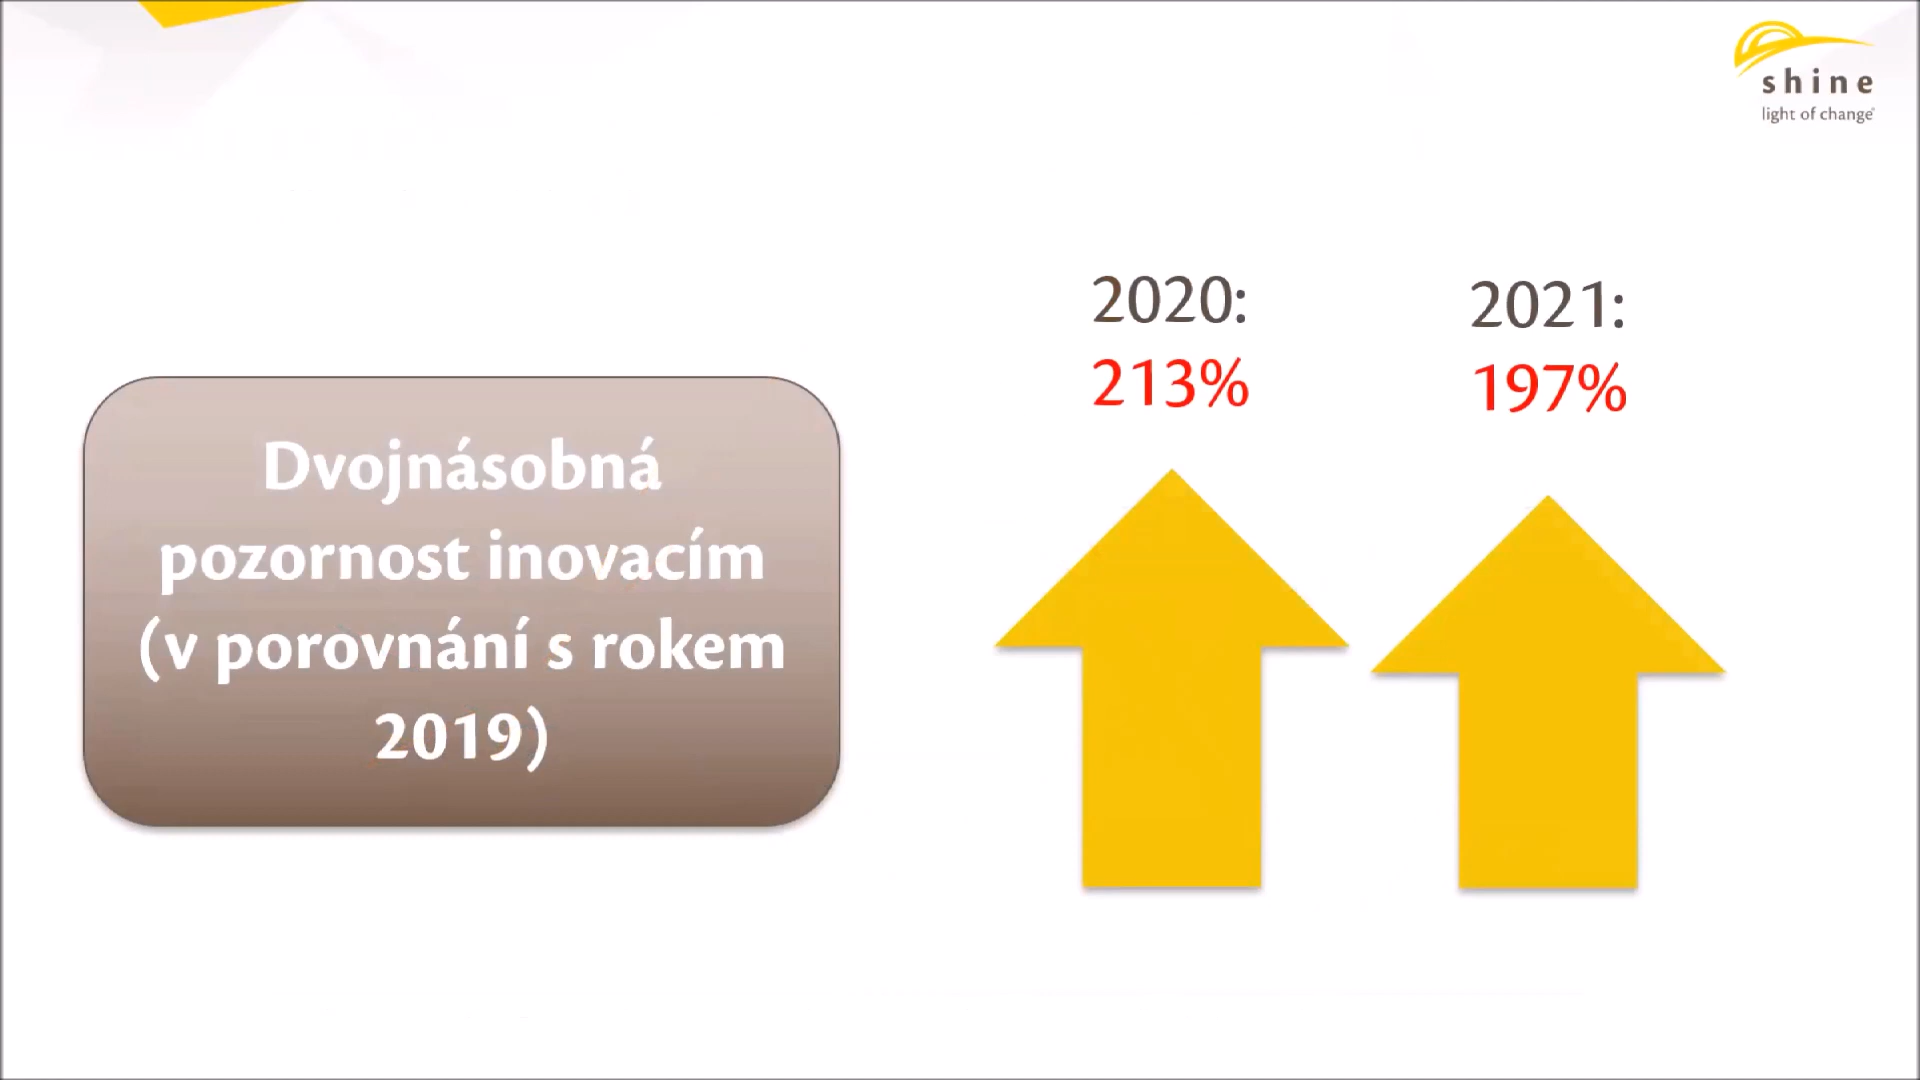 shine
light of change®
2020:
213%
2021:
197%
Dvojnásobná
pozornost inovacím
(v porovnání s rokem
2019)